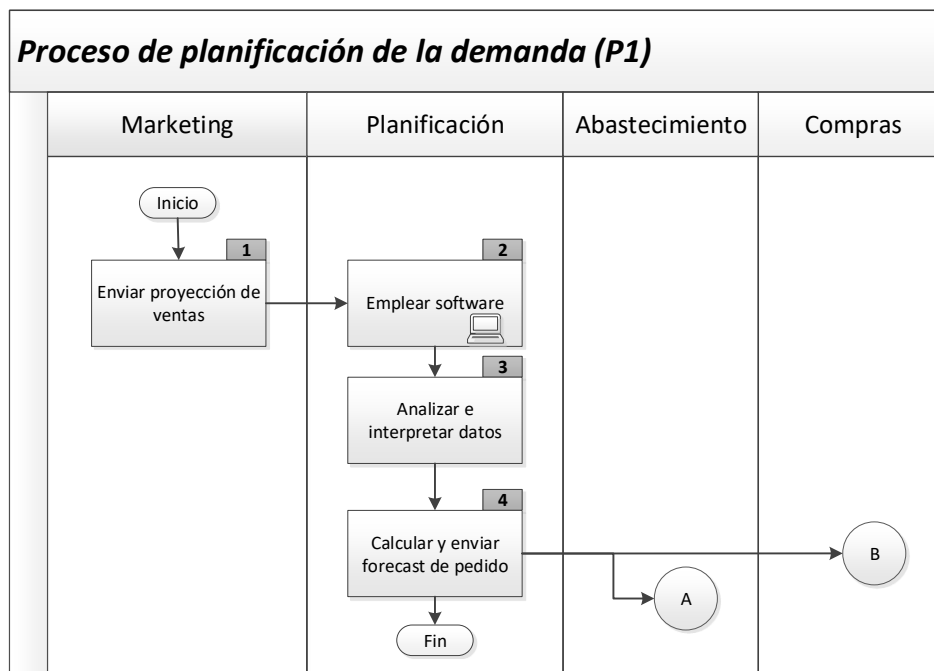 Proceso de planificación de la demanda (P1)
Marketing
Planificación
Abastecimiento
Compras
Inicio
1
Enviar proyección de
ventas
2
Emplear software
3
Analizar e
interpretar datos
4
Calcular y enviar
forecast de pedido
B
A
Fin